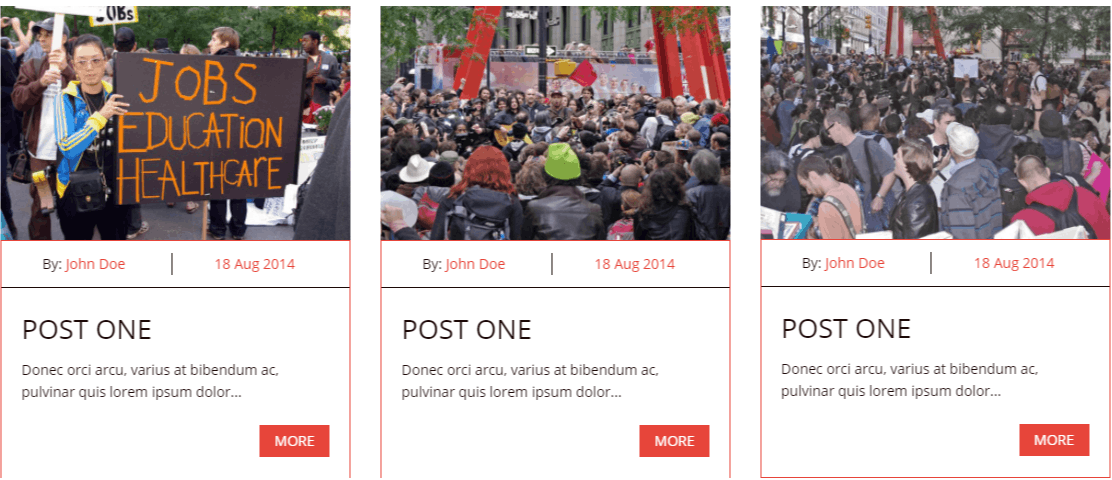 JOBS
JOBS
EDUCATION
HEALTHCARE
By: John Doe
18 Aug 2014
POST ONE
Donec orci arcu, varius at bibendum ac,
pulvinar quis lorem ipsum dolor...
MORE
By: John Doe
18 Aug 2014
POST ONE
Donec orci arcu, varius at bibendum ac,
pulvinar quis lorem ipsum dolor...
MORE
By: John Doe
18 Aug 2014
POST ONE
Donec orci arcu, varius at bibendum ac,
pulvinar quis lorem ipsum dolor...
MORE